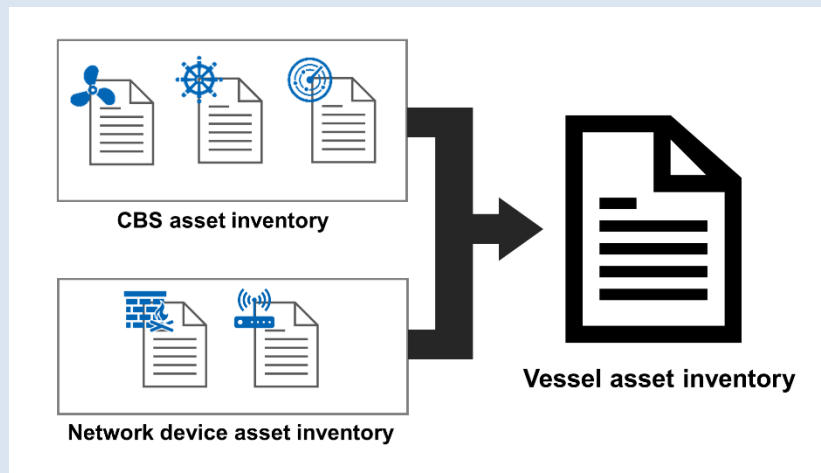 CBS asset inventory
Network device asset inventory
Vessel asset inventory